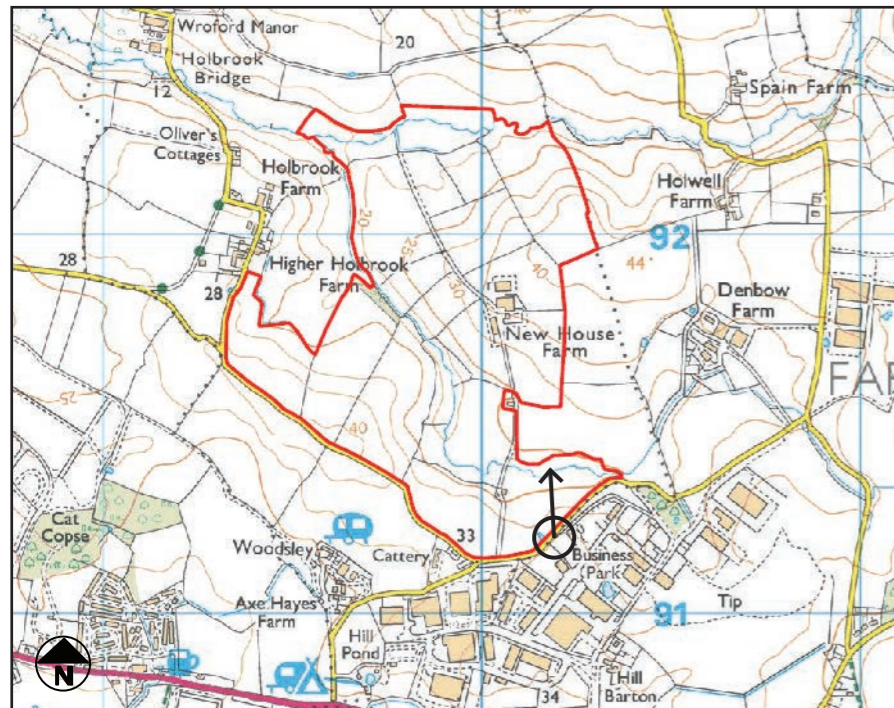 Wroford Manor
20
Holbrook
Bridge
12
Spain Farm
Oliver's
Cottages
Holbrook
Farm
Holwell
Farm
20
25
92
28
Higher Holbrook
Farm
40
44
28
30
Denbow
Farm
New House
Farm
FAR
25
40
Cat
Copse
33
Woodsley
Cattery
Business
Park
Axe Hayes
Farm
91
Tip
Hill
Pond
N
Hill
Barton
34